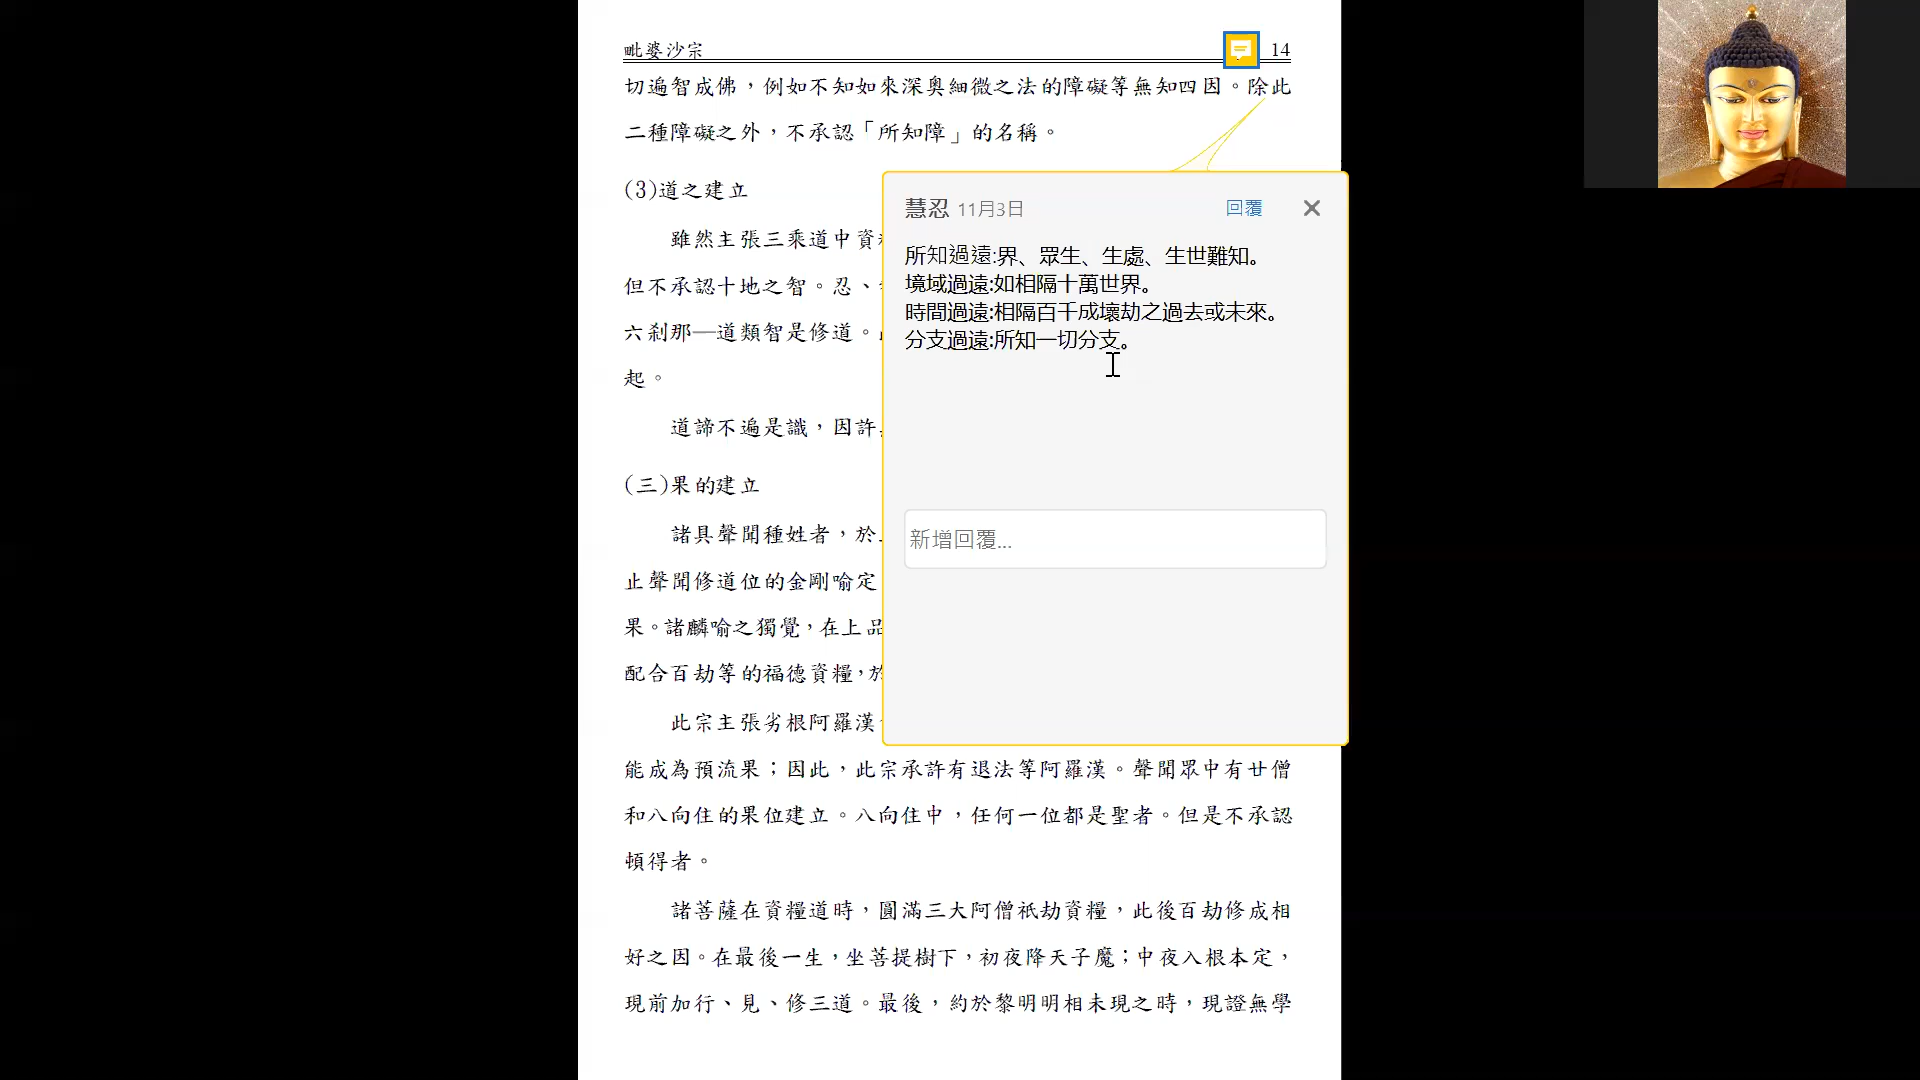 毗婆沙宗 14
切遍智成佛，例如不知如來深奧細微之法的障礙等無知四因。除此
二種障礙之外，不承認「所知障」的名稱。
(3)道之建立
雖然主張三乘道中資
但不承認十地之智。忍、
六剎那—道類智是修道。
起。
道諦不遍是識，因許
(三)果的建立
諸具聲聞種姓者，於
止聲聞修道位的金剛喻定
果。諸麟喻之獨覺，在上品
配合百劫等的福德資糧，於
此宗主張劣根阿羅漢
能成為預流果；因此，此宗承許有退法等阿羅漢。聲聞眾中有廿僧
和八向住的果位建立。八向住中，任何一位都是聖者。但是不承認
頓得者。
諸菩薩在資糧道時，圓滿三大阿僧祇劫資糧，此後百劫修成相
好之因。在最後一生，坐菩提樹下，初夜降天子魔；中夜入根本定，
現前加行、見、修三道。最後，約於黎明明相未現之時，現證無學
慧忍 11月3日 回覆
所知過遠:界、眾生、生處、生世難知。
境域過遠:如相隔十萬世界。
時間過遠:相隔百千成壞劫之過去或未來。
分支過遠:所知一切分支。
新增回覆...